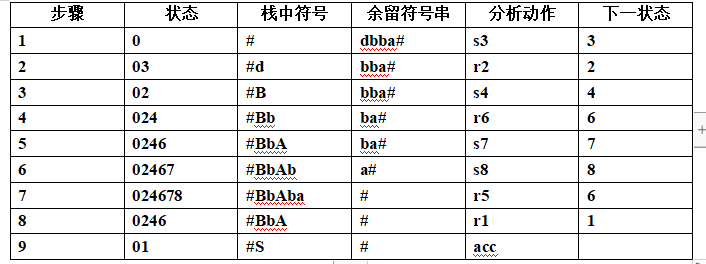 步骤 状态 栈中符号 余留符号串 分析动作 下一状态
1 0 # dbba# s3 3
2 03 #d bba# r2 2
3 02 #B bba# s4 4
4 024 #Bb ba# r6 6
5 0246 #BbA ba# s7 7
6 02467 #BbAb a# s8 8
7 024678 #BbAba # r5 6
8 0246 #BbA # r1 1
9 01 #S # acc